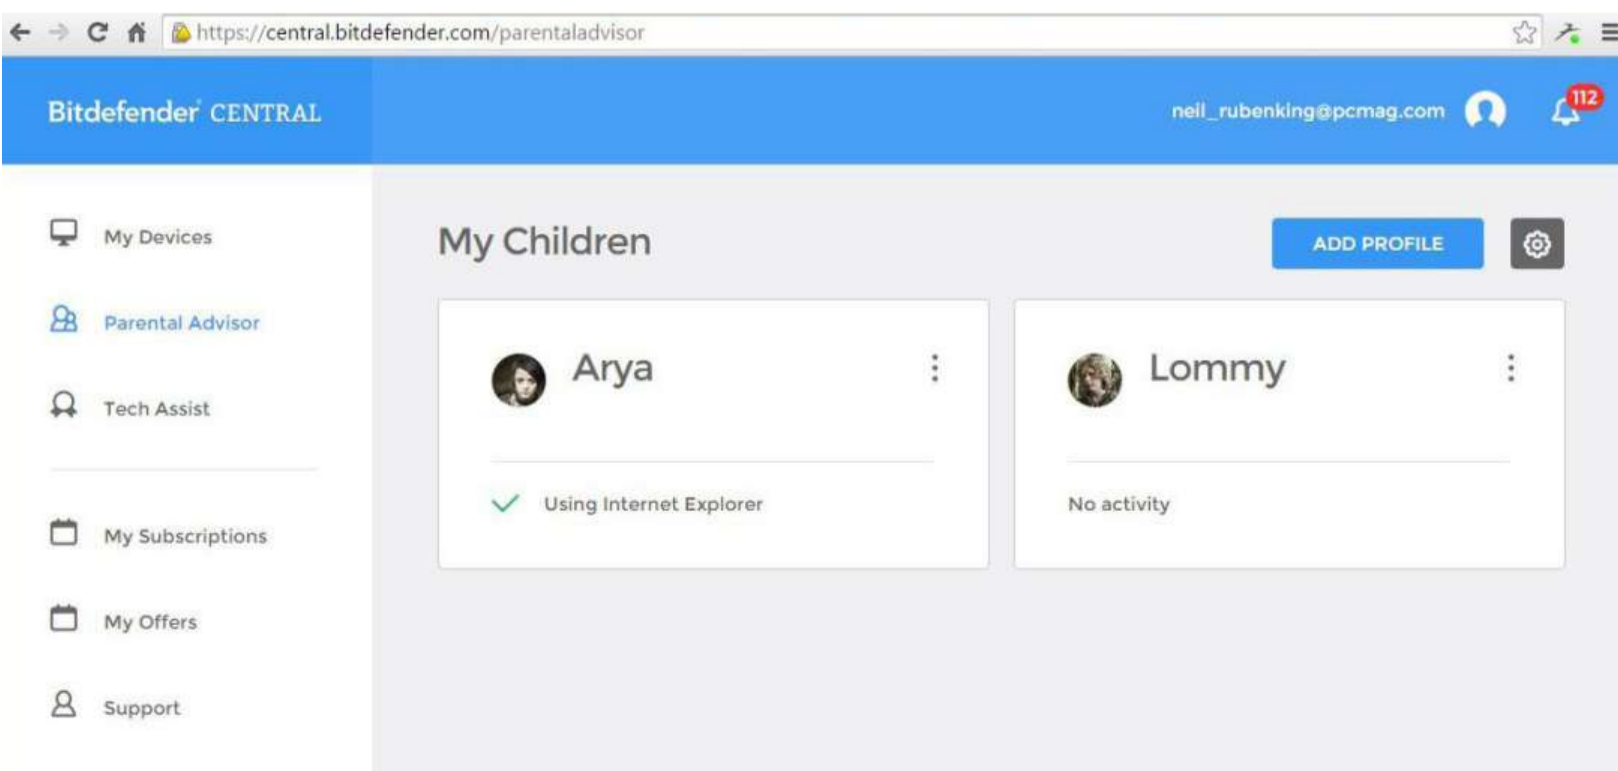 https://central.bitdefender.com/parentaladvisor
Bitdefender CENTRAL
neil_rubenking@pcmag.com
112
My Devices
Parental Advisor
Tech Assist
My Subscriptions
My Offers
Support
My Children
ADD PROFILE
Arya
Using Internet Explorer
Lommy
No activity